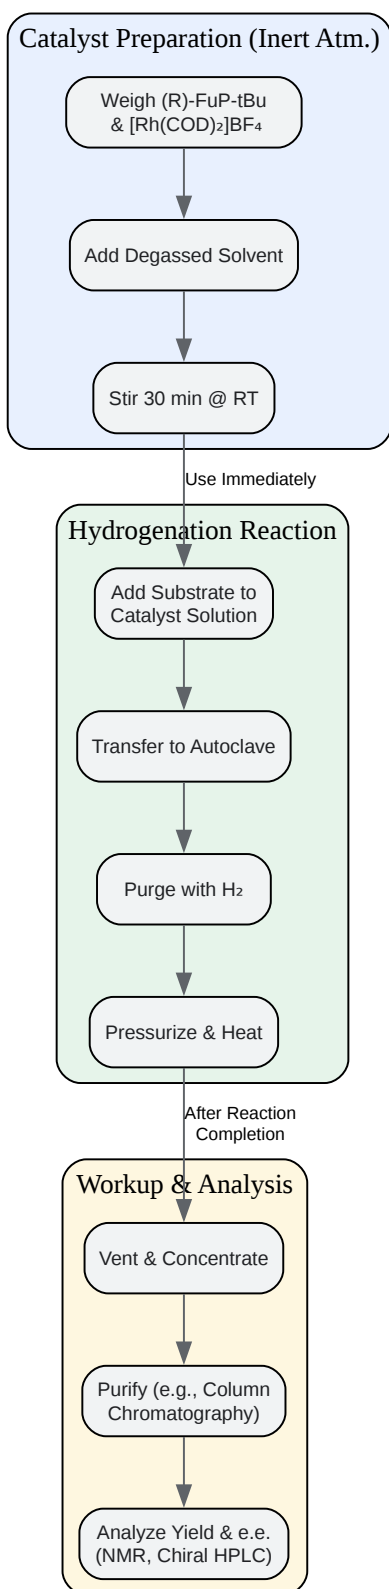 Catalyst Preparation (Inert Atm.)
Weigh (R)-FuP-tBu
& [Rh(COD)₂]BF₄
Add Degassed Solvent
Stir 30 min @ RT
Use Immediately
Hydrogenation Reaction
Add Substrate to
Catalyst Solution
Transfer to Autoclave
Purge with H₂
Pressurize & Heat
After Reaction
Completion
Workup & Analysis
Vent & Concentrate
Purify (e.g., Column
Chromatography)
Analyze Yield & e.e.
(NMR, Chiral HPLC)